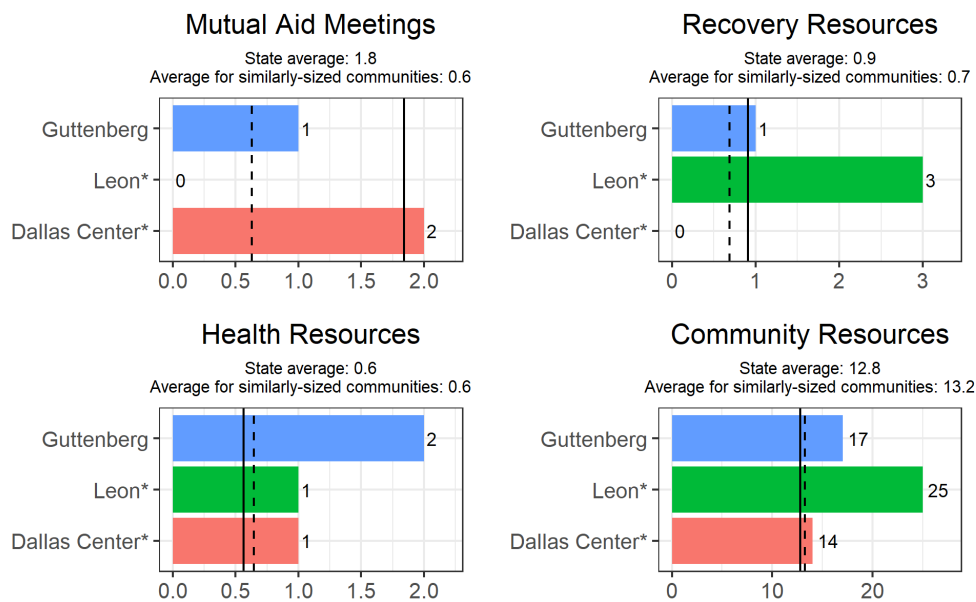 Mutual Aid Meetings
State average: 1.8
Average for similarly-sized communities: 0.6
Guttenberg
1
Leon*
0
Dallas Center*
2
0.0 0.5 1.0 1.5 2.0
Recovery Resources
State average: 0.9
Average for similarly-sized communities: 0.7
Guttenberg
1
Leon*
3
Dallas Center*
0
0 1 2 3
Health Resources
State average: 0.6
Average for similarly-sized communities: 0.6
Guttenberg
2
Leon*
1
Dallas Center*
1
0.0 0.5 1.0 1.5 2.0
Community Resources
State average: 12.8
Average for similarly-sized communities: 13.2
Guttenberg
17
Leon*
25
Dallas Center*
14
0 10 20